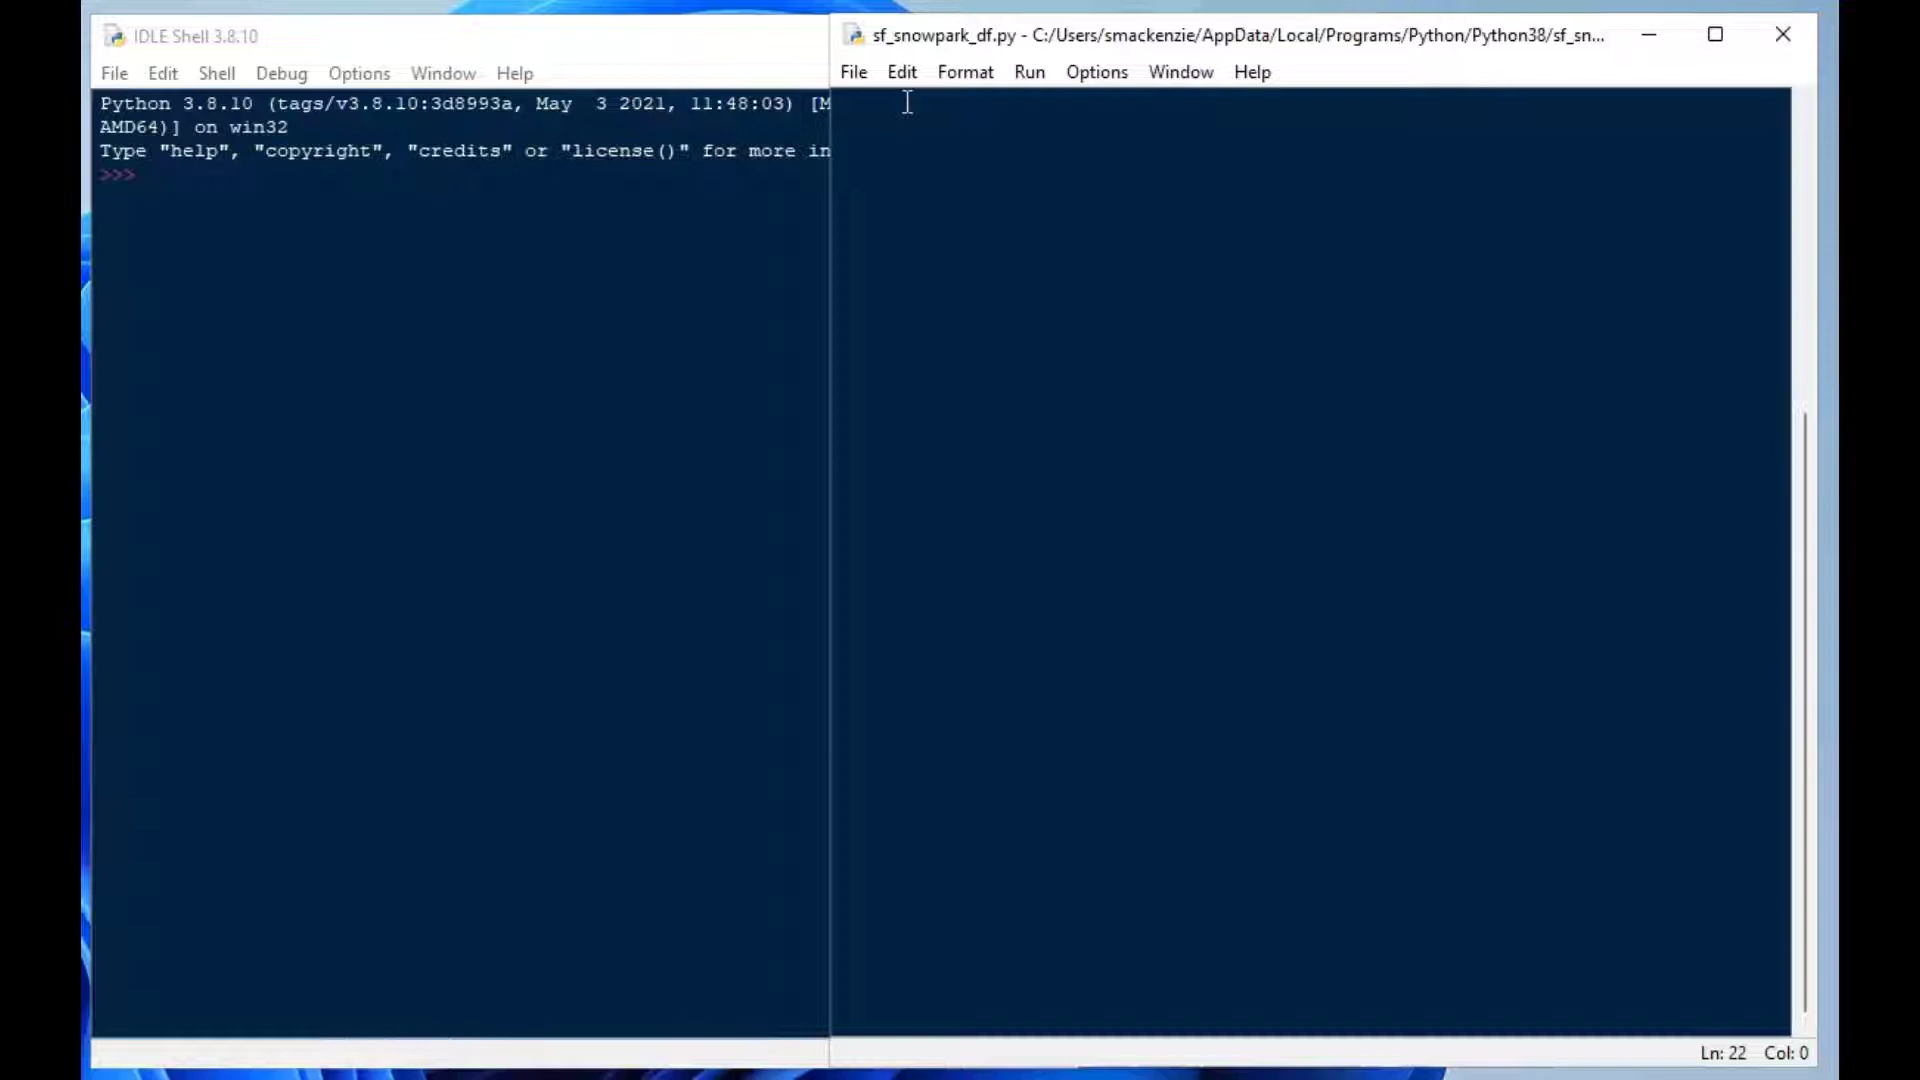 IDLE Shell 3.8.10
File Edit Shell Debug Options Window Help
Python 3.8.10 (tags/v3.8.10:3d8993a, May  3 2021, 11:48:03) [M
AMD64)] on win32
Type "help", "copyright", "credits" or "license()" for more in
>>>
sf_snowpark_df.py - C:/Users/smackenzie/AppData/Local/Programs/Python/Python38/sf_sn...
File Edit Format Run Options Window Help
Ln: 22 Col: 0